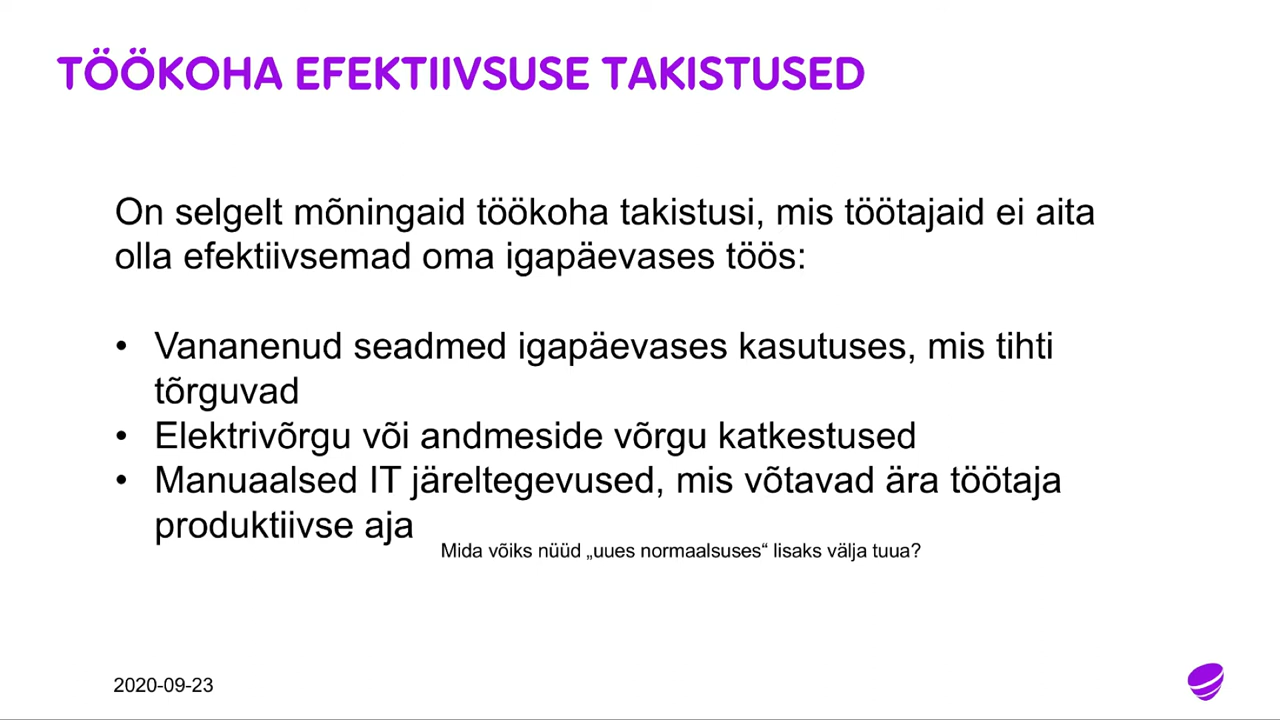 TÖÖKOHA EFEKTIIVSUSE TAKISTUSED
On selgelt mõningaid töökoha takistusi, mis töötajaid ei aita
olla efektiivsemad oma igapäevases töös:
• Vananenud seadmed igapäevases kasutuses, mis tihti
tõrguvad
• Elektrivõrgu või andmeside võrgu katkestused
• Manuaalsed IT järeltegevused, mis võtavad ära töötaja
produktiivse aja
Mida võiks nüüd „uues normaalsuses“ lisaks välja tuua?
2020-09-23